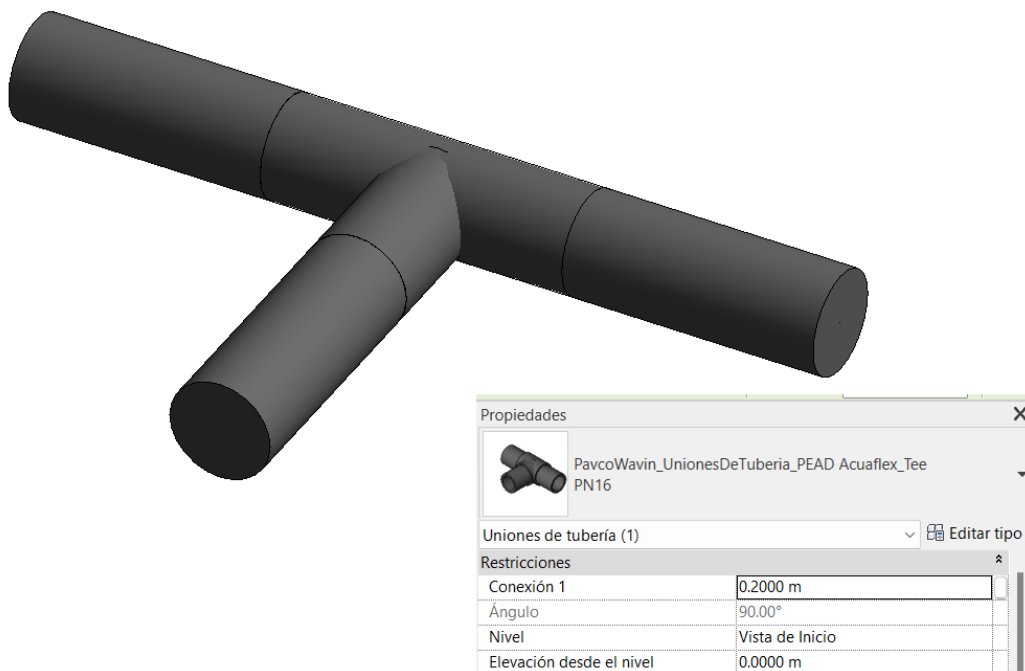 Propiedades
PavcoWavin_UnionesDeTuberia_PEAD Acuaflex_Tee
PN16
Uniones de tubería (1)
Editar tipo
Restricciones
Conexión 1 0.2000 m
Ángulo 90.00°
Nivel Vista de Inicio
Elevación desde el nivel 0.0000 m